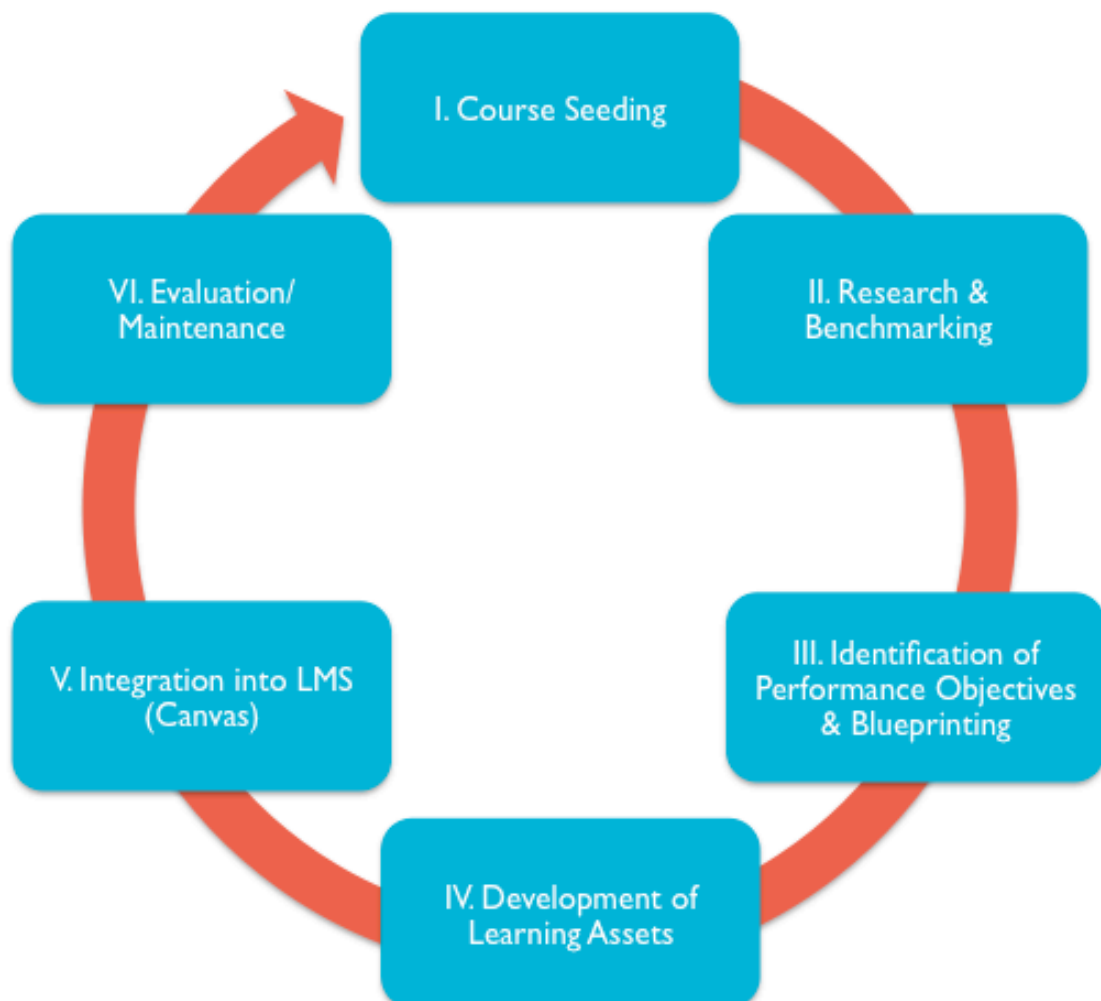 I. Course Seeding
II. Research &
Benchmarking
III. Identification of
Performance Objectives
& Blueprinting
IV. Development of
Learning Assets
V. Integration into LMS
(Canvas)
VI. Evaluation/
Maintenance